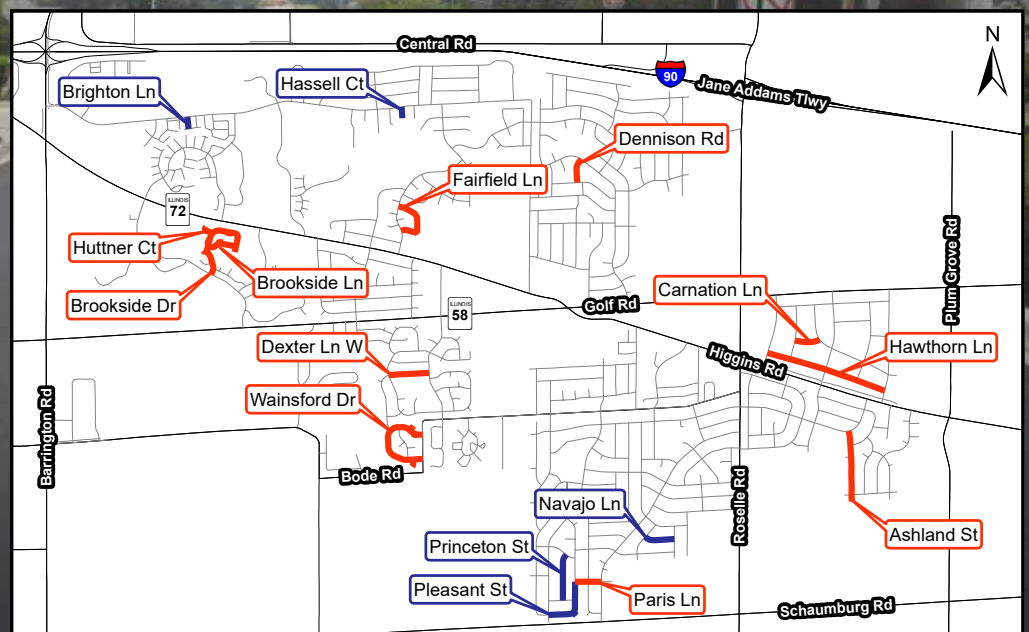 N
Central Rd
90
Jane Addams Tlwy
Hassell Ct
Brighton Ln
Dennison Rd
Fairfield Ln
ILLINOIS
72
Huttner Ct
Brookside Ln
Brookside Dr
Carnation Ln
Plum Grove Rd
Golf Rd
ILLINOIS
58
Dexter Ln W
Higgins Rd
Hawthorn Ln
Wainsford Dr
Barrington Rd
Bode Rd
Roselle Rd
Navajo Ln
Ashland St
Princeton St
Pleasant St
Paris Ln
Schaumburg Rd